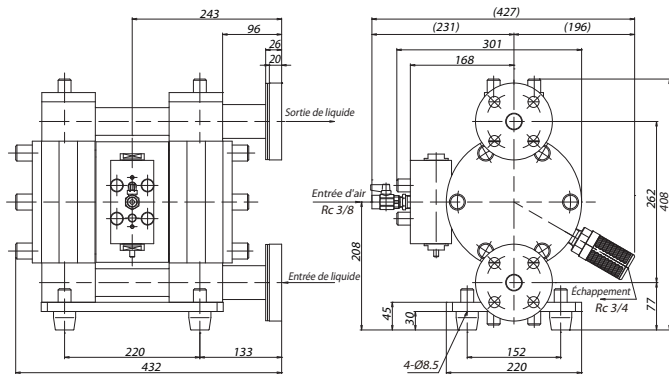 243
96
26
20
Sortie de liquide
Entrée de liquide
220
133
432
(427)
(231)
(196)
301
168
Entrée d'air
Rc 3/8
208
45
30
4-Ø8.5
152
220
262
408
77
Échappement
Rc 3/4